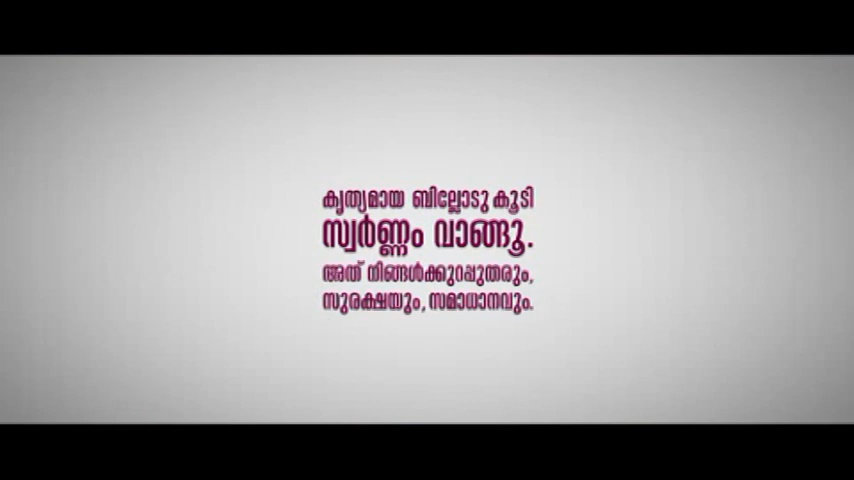 കൃത്യമായ ബില്ലോടു കൂടി
സ്വർണ്ണം വാങ്ങൂ.
അത് നിങ്ങൾക്കുറപ്പുതരും,
സുരക്ഷയും, സമാധാനവും.